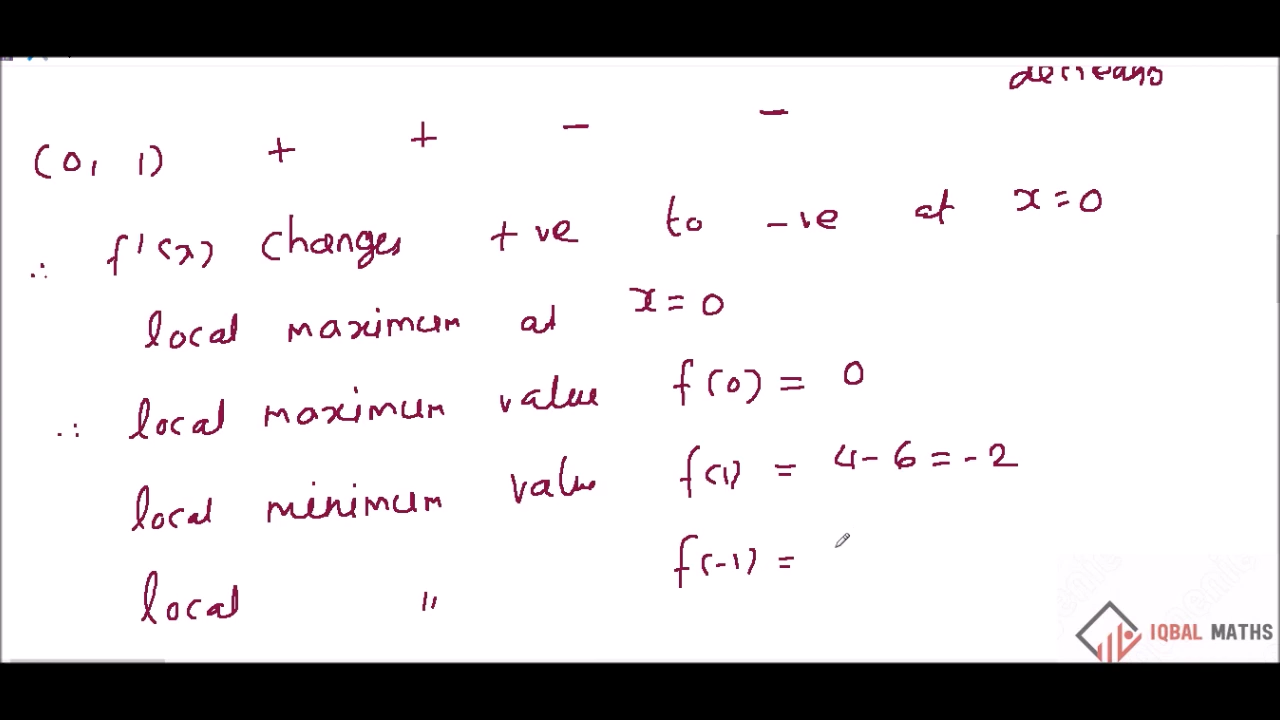 (0, 1) + + - -
∴ f'(x) changes +ve to -ve at x=0
local maximum at x=0
∴ local maximum value f(0) = 0
local minimum value f(1) = 4-6=-2
local " f(-1) =
IQBAL MATHS